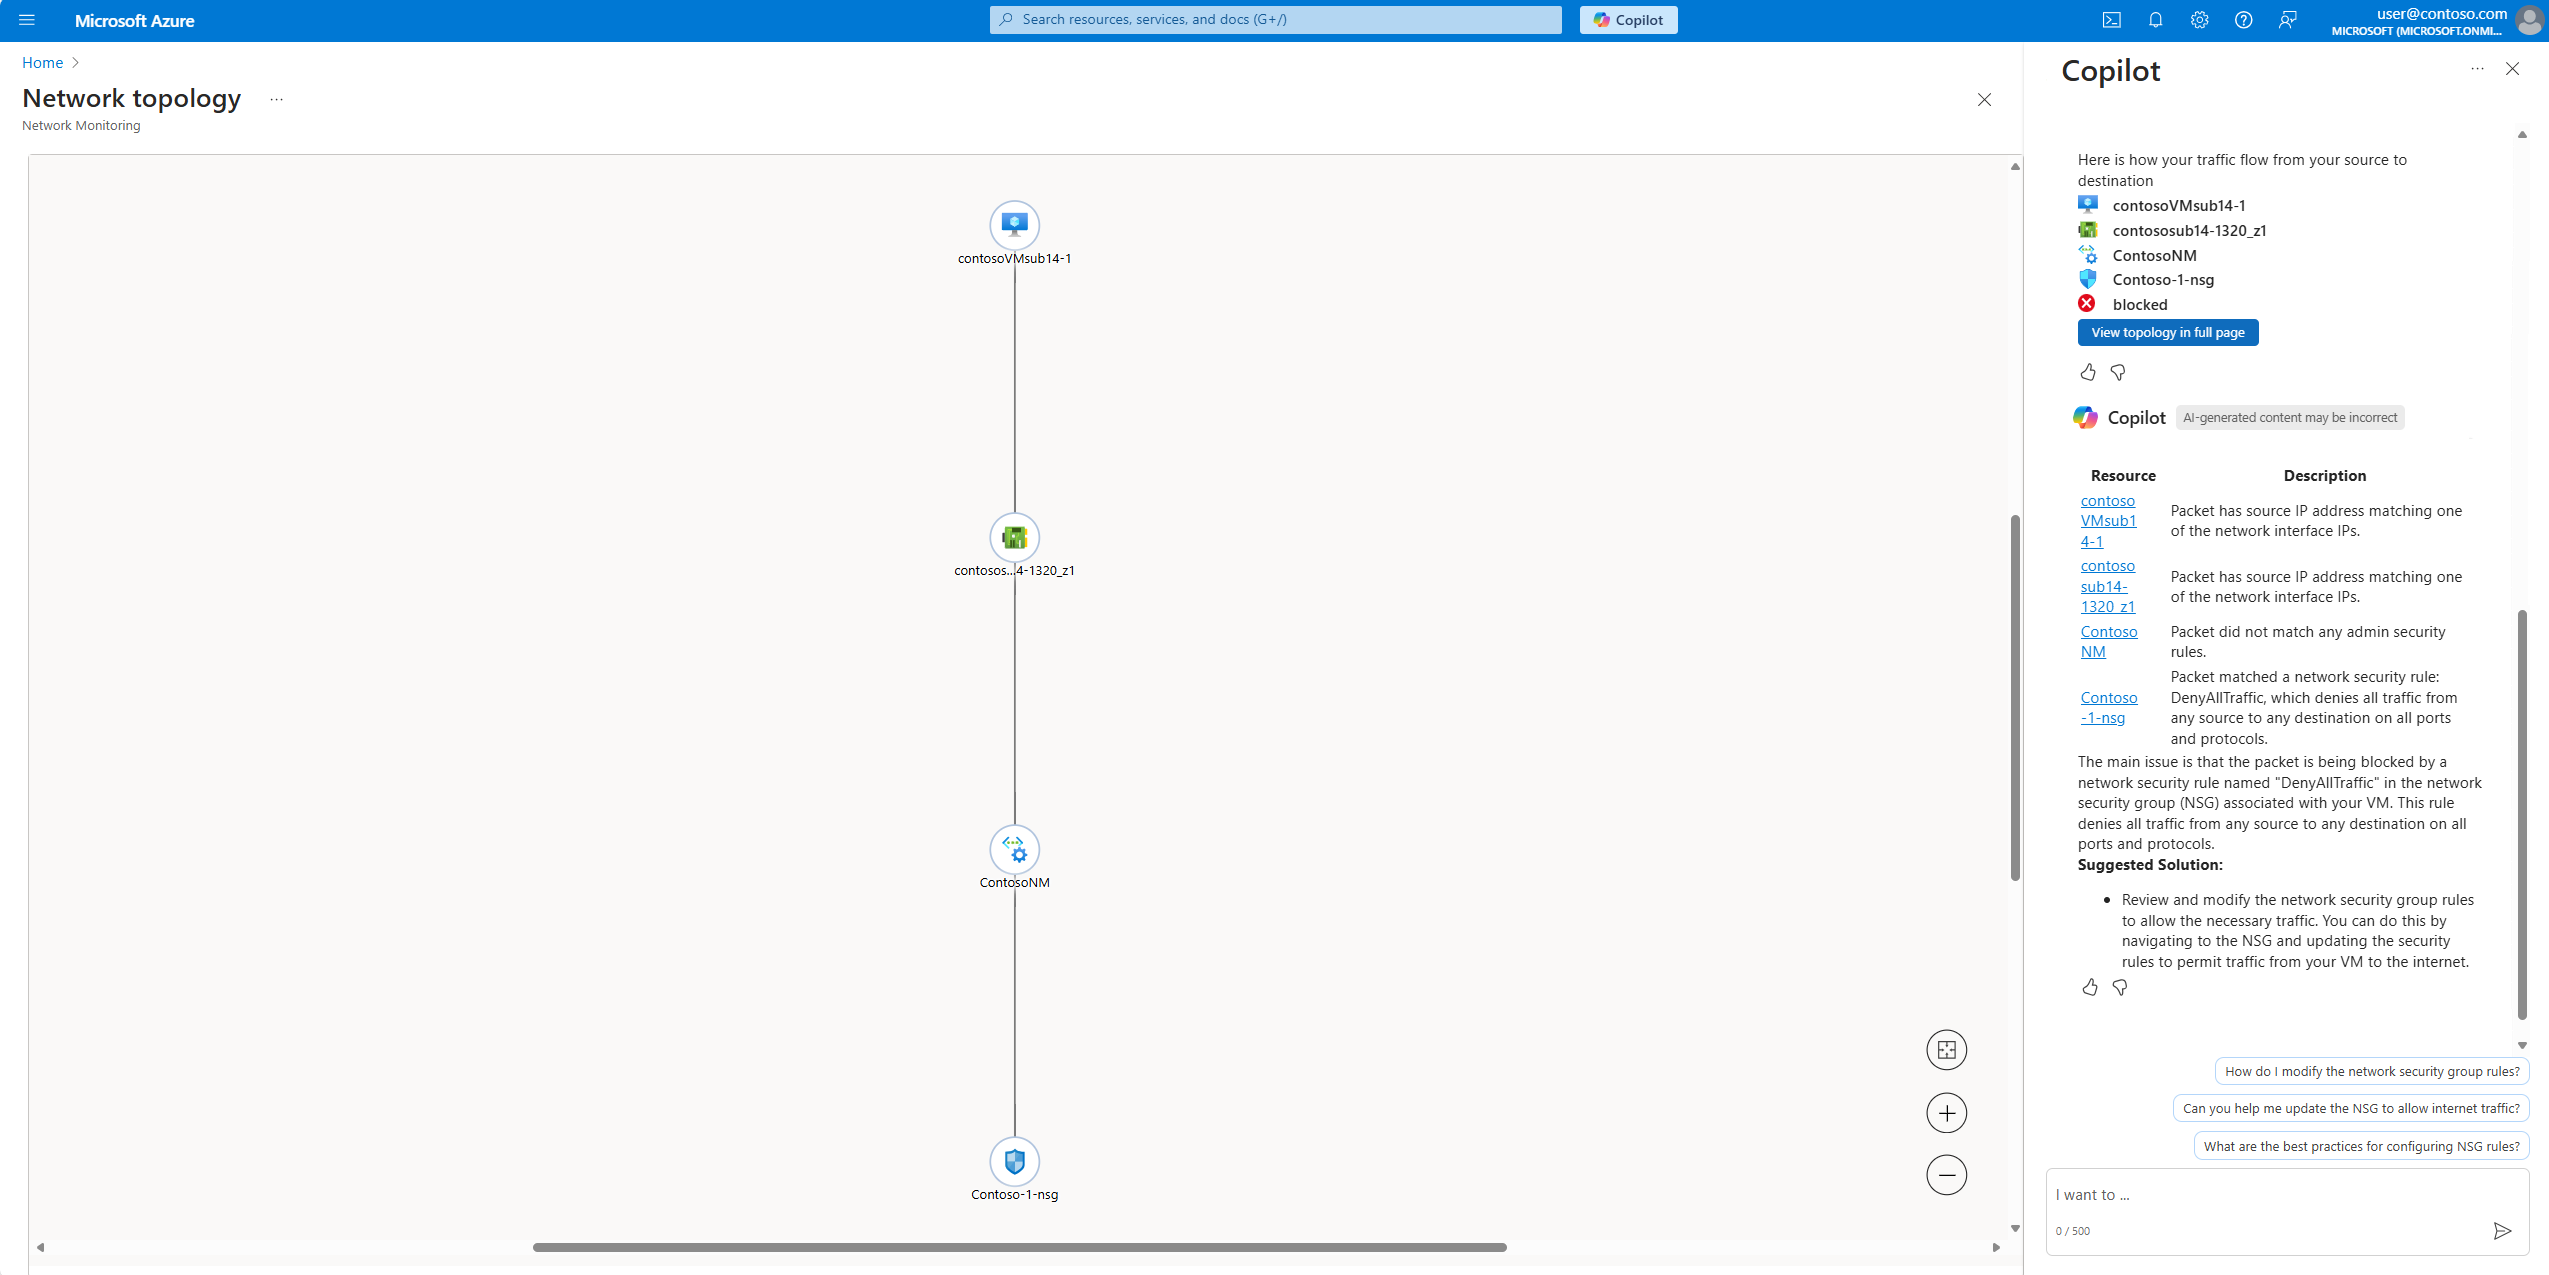 Microsoft Azure
Search resources, services, and docs (G+/)
Copilot
user@contoso.com
MICROSOFT (MICROSOFT.ONMI...
Home
Network topology
...
Network Monitoring
contosoVMsub14-1
contosos...4-1320_z1
ContosoNM
Contoso-1-nsg
Copilot
...
Here is how your traffic flow from your source to
destination
contosoVMsub14-1
contososub14-1320_z1
ContosoNM
Contoso-1-nsg
blocked
View topology in full page
Copilot
AI-generated content may be incorrect
Resource Description
contoso
VMsub1
4-1
Packet has source IP address matching one
of the network interface IPs.
contoso
sub14-
1320_z1
Packet has source IP address matching one
of the network interface IPs.
Contoso
NM
Packet did not match any admin security
rules.
Contoso
-1-nsg
Packet matched a network security rule:
DenyAllTraffic, which denies all traffic from
any source to any destination on all ports
and protocols.
The main issue is that the packet is being blocked by a
network security rule named "DenyAllTraffic" in the network
security group (NSG) associated with your VM. This rule
denies all traffic from any source to any destination on all
ports and protocols.
Suggested Solution:
• Review and modify the network security group rules
to allow the necessary traffic. You can do this by
navigating to the NSG and updating the security
rules to permit traffic from your VM to the internet.
How do I modify the network security group rules?
Can you help me update the NSG to allow internet traffic?
What are the best practices for configuring NSG rules?
I want to ...
0 / 500